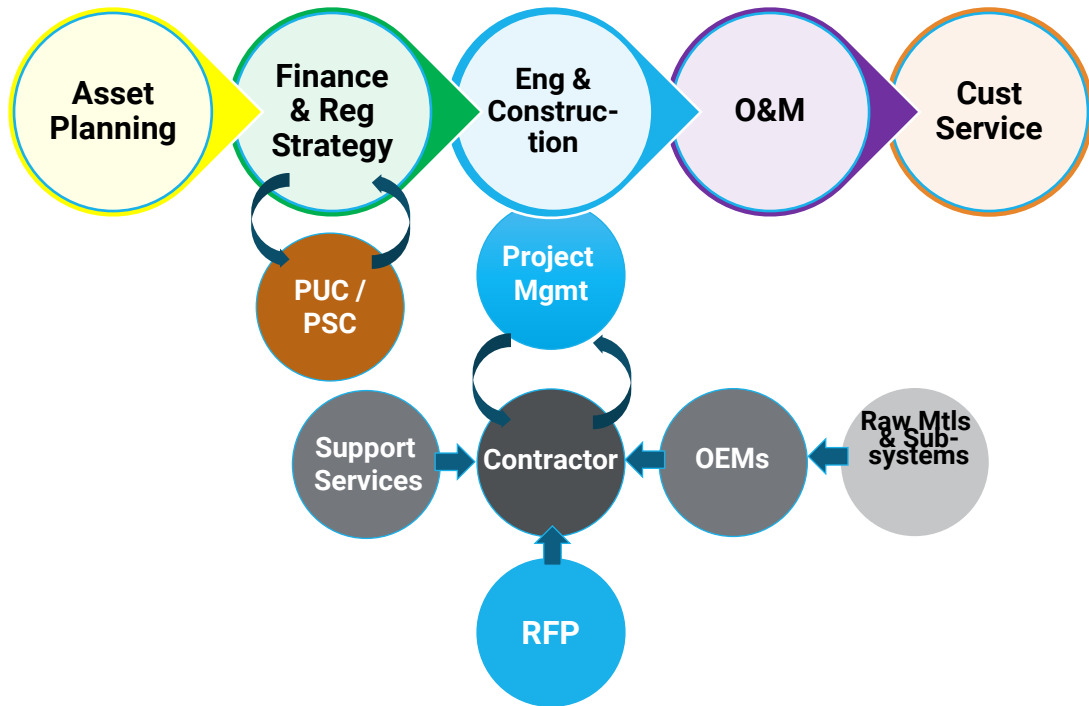 Asset
Planning
Finance
& Reg
Strategy
Eng &
Construc-
tion
O&M
Cust
Service
PUC /
PSC
Project
Mgmt
Support
Services
Contractor
OEMs
Raw Mtls
& Sub-
systems
RFP